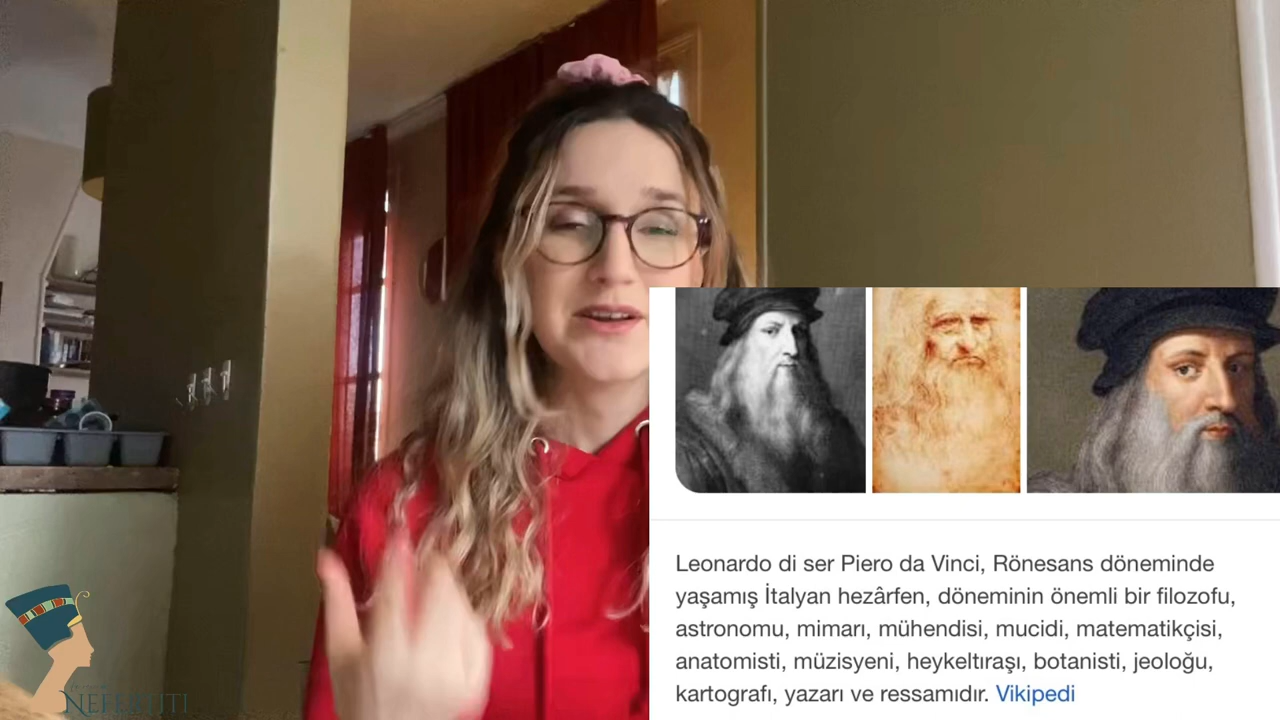 Leonardo di ser Piero da Vinci, Rönesans döneminde
yaşamış İtalyan hezârfen, döneminin önemli bir filozofu,
astronomu, mimarı, mühendisi, mucidi, matematikçisi,
anatomisti, müzisyeni, heykeltıraşı, botanisti, jeoloğu,
kartografı, yazarı ve ressamıdır. Vikipedi
NEFERTITI